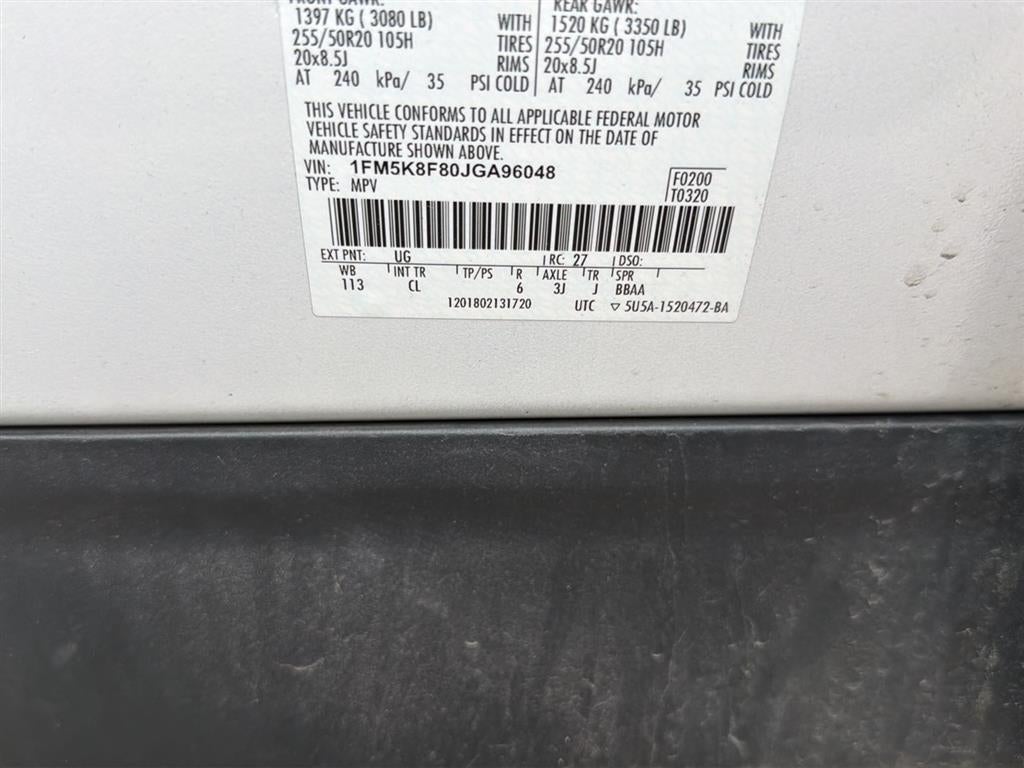 FRONT GAWR: REAR GAWR:
1397 KG ( 3080 LB) WITH 1520 KG ( 3350 LB) WITH
255/50R20 105H TIRES 255/50R20 105H TIRES
20x8.5J RIMS 20x8.5J RIMS
AT 240 kPa/ 35 PSI COLD AT 240 kPa/ 35 PSI COLD
THIS VEHICLE CONFORMS TO ALL APPLICABLE FEDERAL MOTOR
VEHICLE SAFETY STANDARDS IN EFFECT ON THE DATE OF
MANUFACTURE SHOWN ABOVE.
VIN: 1FM5K8F80JGA96048 F0200
TYPE: MPV T0320
EXT PNT: UG RC: 27 DSO:
WB INT TR TP/PS R AXLE TR SPR
113 CL 6 3J J BBAA
1201802131720 UTC ▽ 5U5A-1520472-BA